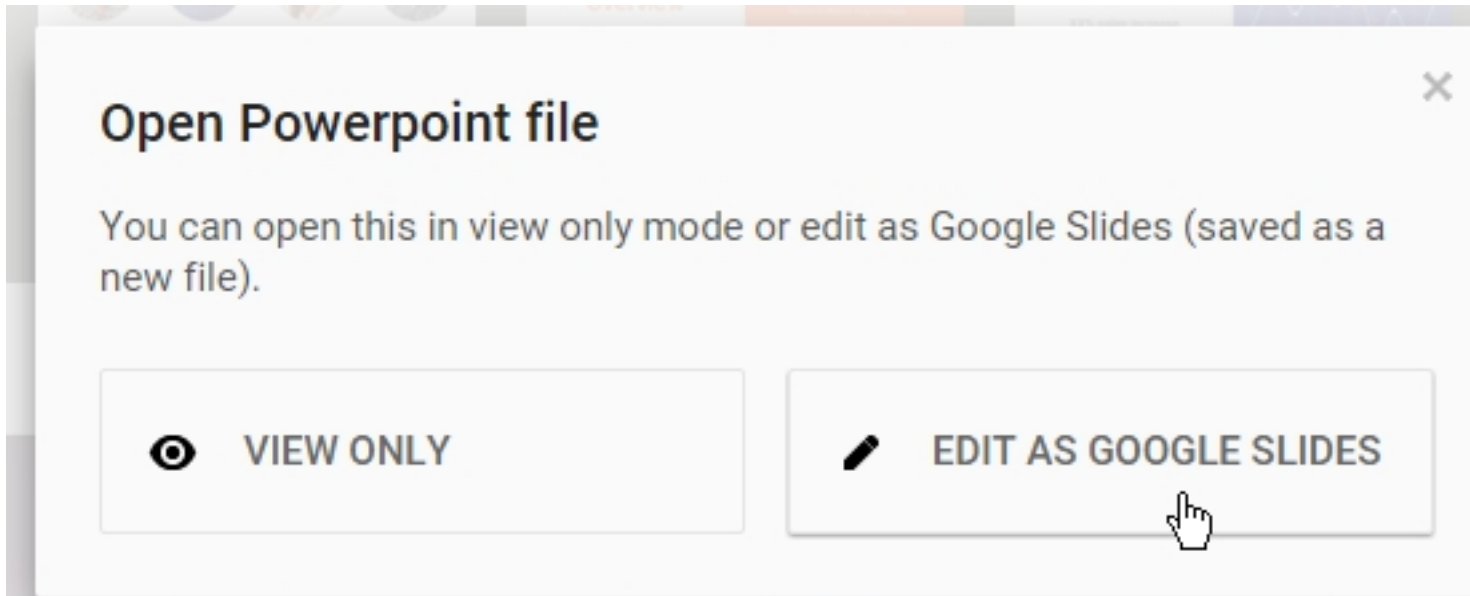 Open Powerpoint file
You can open this in view only mode or edit as Google Slides (saved as a
new file).
VIEW ONLY
EDIT AS GOOGLE SLIDES